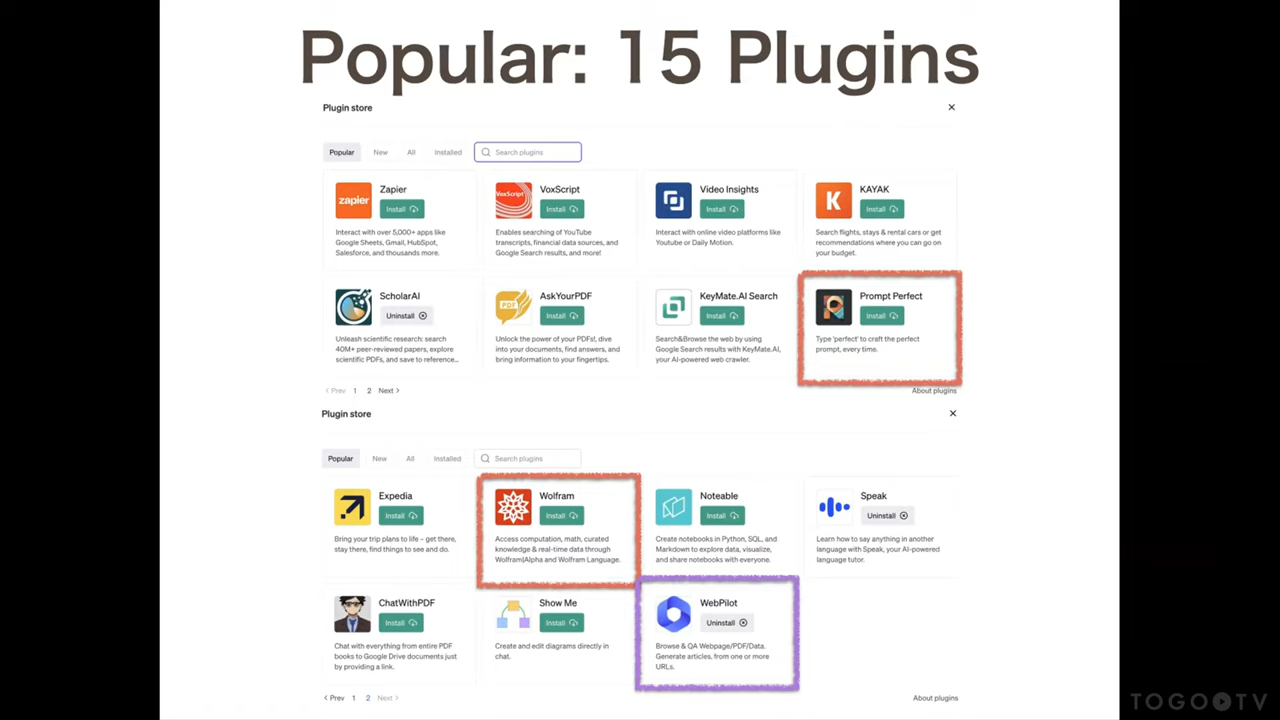 Popular: 15 Plugins
Plugin store
Popular New All Installed Search plugins
zapier
Zapier
Install
Interact with over 5,000+ apps like
Google Sheets, Gmail, HubSpot,
Salesforce, and thousands more.
VoxScript
VoxScript
Install
Enables searching of YouTube
transcripts, financial data sources, and
Google Search results, and more!
Video Insights
Install
Interact with online video platforms like
Youtube or Daily Motion.
K
KAYAK
Install
Search flights, stays & rental cars or get
recommendations where you can go on
your budget.
ScholarAI
Uninstall
Unleash scientific research: search
40M+ peer-reviewed papers, explore
scientific PDFs, and save to reference...
PDF
AskYourPDF
Install
Unlock the power of your PDFs!, dive
into your documents, find answers, and
bring information to your fingertips.
KeyMate.AI Search
Install
Search&Browse the web by using
Google Search results with KeyMate.AI,
your AI-powered web crawler.
Prompt Perfect
Install
Type 'perfect' to craft the perfect
prompt, every time.
< Prev 1 2 Next >
About plugins
Plugin store
Popular New All Installed Search plugins
Expedia
Install
Bring your trip plans to life – get there,
stay there, find things to see and do.
Wolfram
Install
Access computation, math, curated
knowledge & real-time data through
Wolfram|Alpha and Wolfram Language.
Noteable
Install
Create notebooks in Python, SQL, and
Markdown to explore data, visualize,
and share notebooks with everyone.
Speak
Uninstall
Learn how to say anything in another
language with Speak, your AI-powered
language tutor.
ChatWithPDF
Install
Chat with everything from entire PDF
books to Google Drive documents just
by providing a link.
Show Me
Install
Create and edit diagrams directly in
chat.
WebPilot
Uninstall
Browse & QA Webpage/PDF/Data.
Generate articles, from one or more
URLs.
< Prev 1 2 Next >
About plugins
TOGOTV